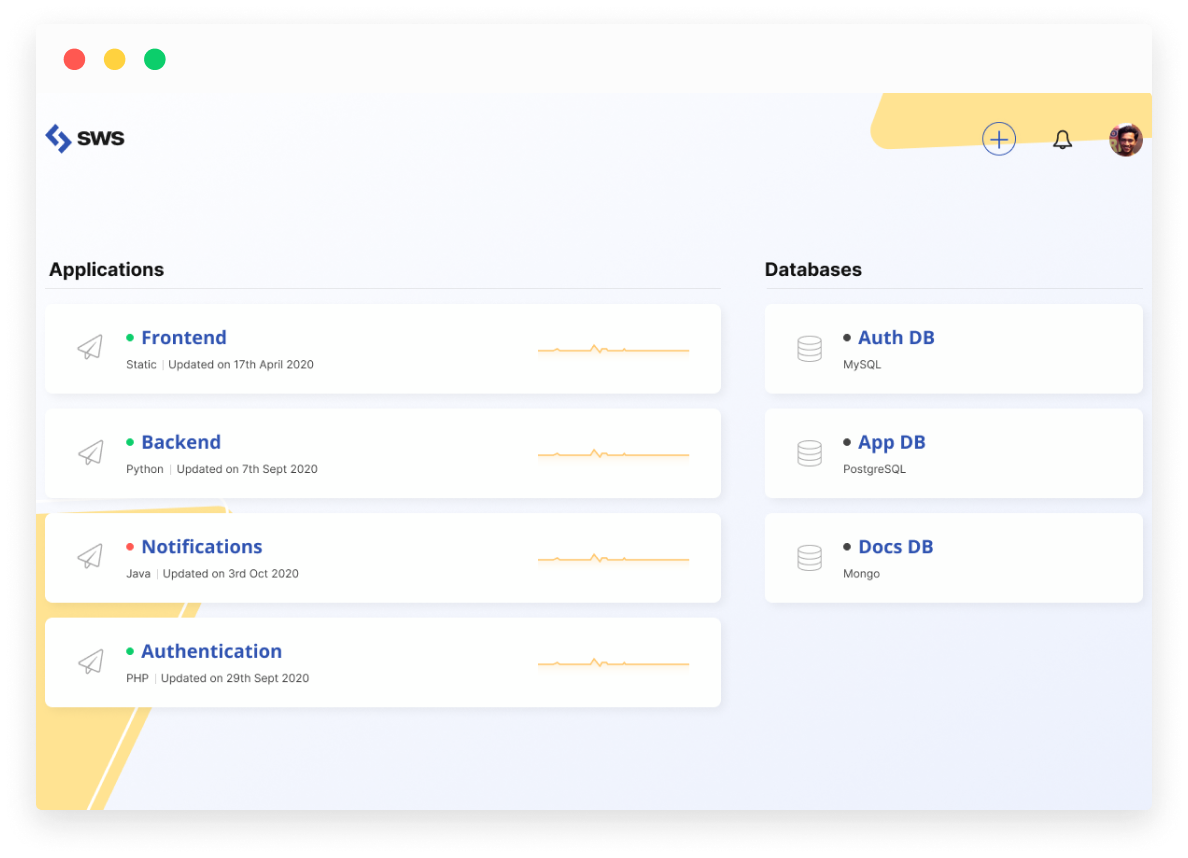 sws
Applications
Frontend
Static | Updated on 17th April 2020
Backend
Python | Updated on 7th Sept 2020
Notifications
Java | Updated on 3rd Oct 2020
Authentication
PHP | Updated on 29th Sept 2020
Databases
Auth DB
MySQL
App DB
PostgreSQL
Docs DB
Mongo